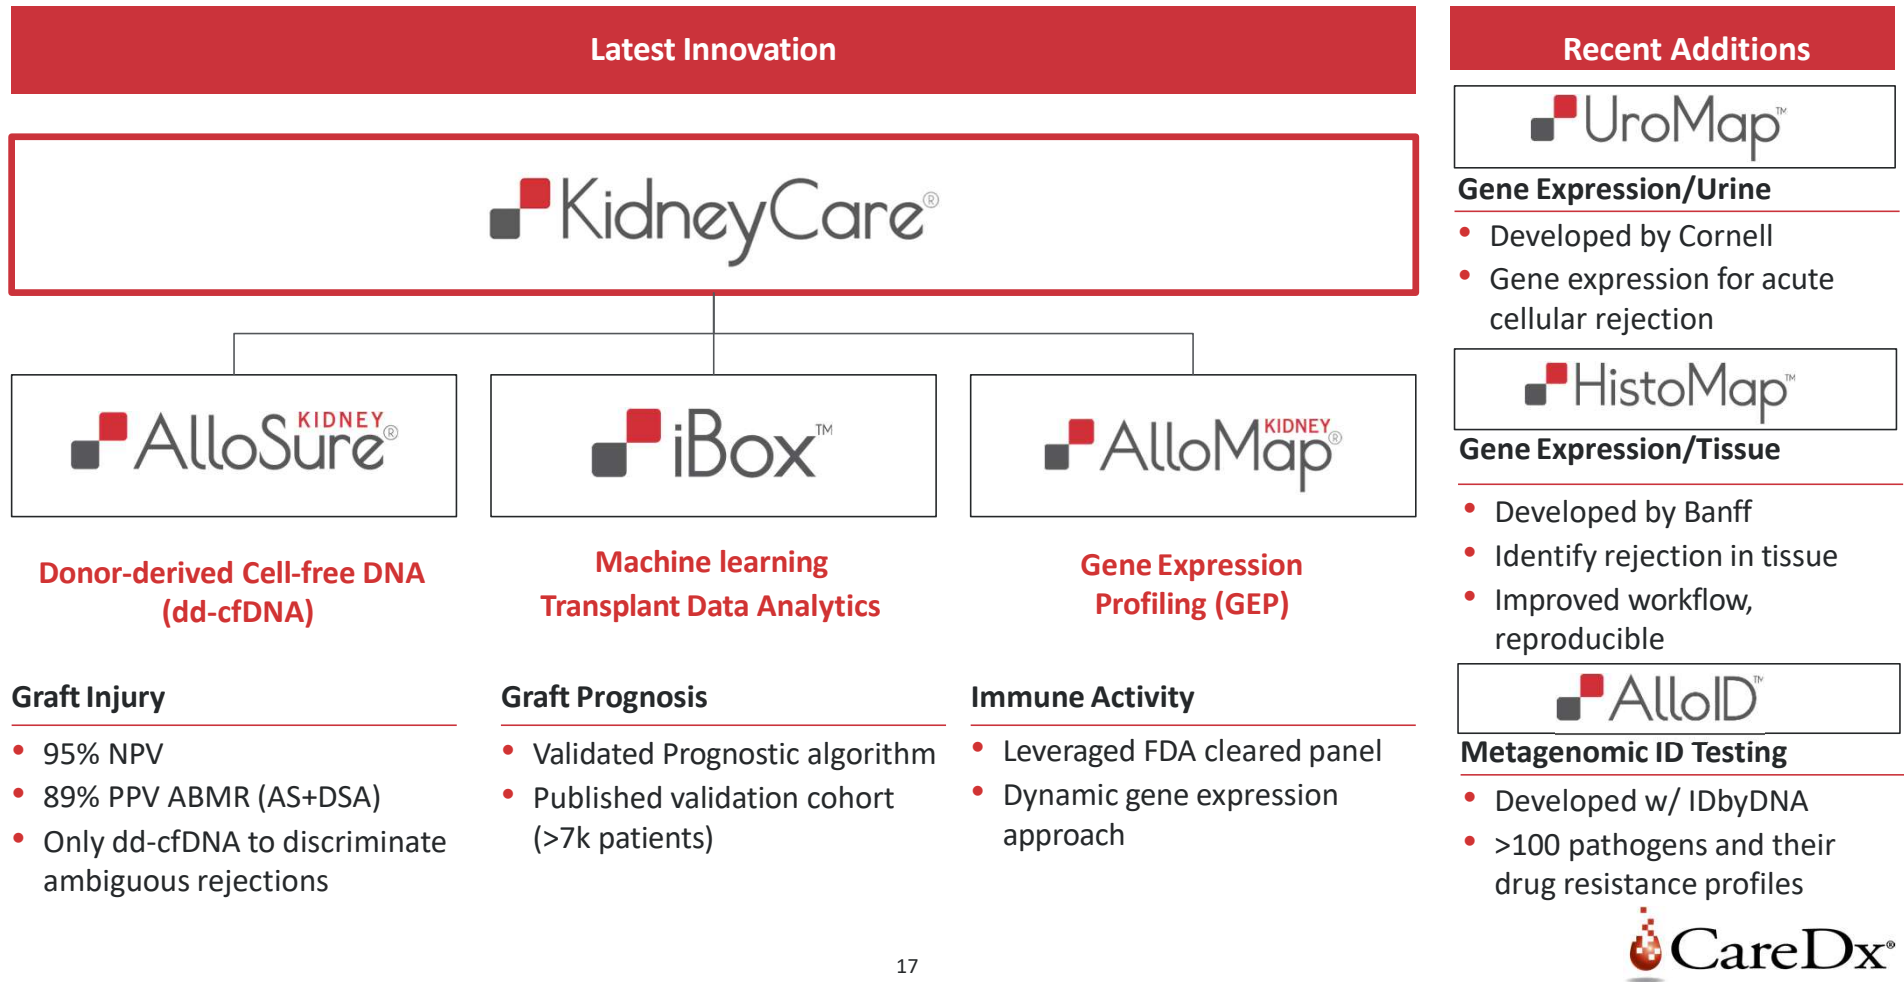 Latest Innovation
KidneyCare®
AlloSure KIDNEY®
Donor-derived Cell-free DNA
(dd-cfDNA)
Graft Injury
• 95% NPV
• 89% PPV ABMR (AS+DSA)
• Only dd-cfDNA to discriminate
ambiguous rejections
iBox™
Machine learning
Transplant Data Analytics
Graft Prognosis
• Validated Prognostic algorithm
• Published validation cohort
(>7k patients)
AlloMap KIDNEY®
Gene Expression
Profiling (GEP)
Immune Activity
• Leveraged FDA cleared panel
• Dynamic gene expression
approach
Recent Additions
UroMap™
Gene Expression/Urine
• Developed by Cornell
• Gene expression for acute
cellular rejection
HistoMap™
Gene Expression/Tissue
• Developed by Banff
• Identify rejection in tissue
• Improved workflow,
reproducible
AlloID™
Metagenomic ID Testing
• Developed w/ IDbyDNA
• >100 pathogens and their
drug resistance profiles
17
CareDx®